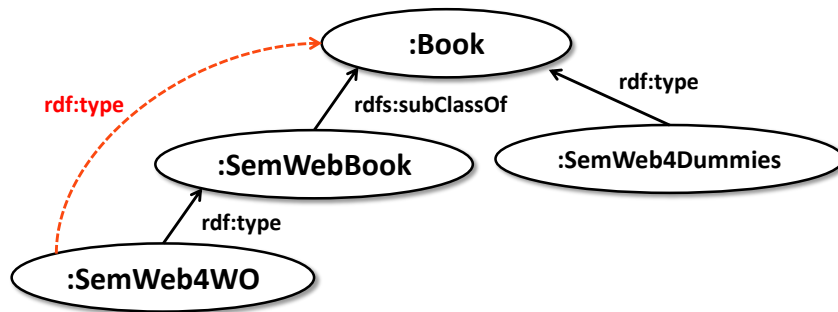 :Book
rdf:type
rdf:type
rdfs:subClassOf
:SemWebBook
:SemWeb4Dummies
rdf:type
:SemWeb4WO